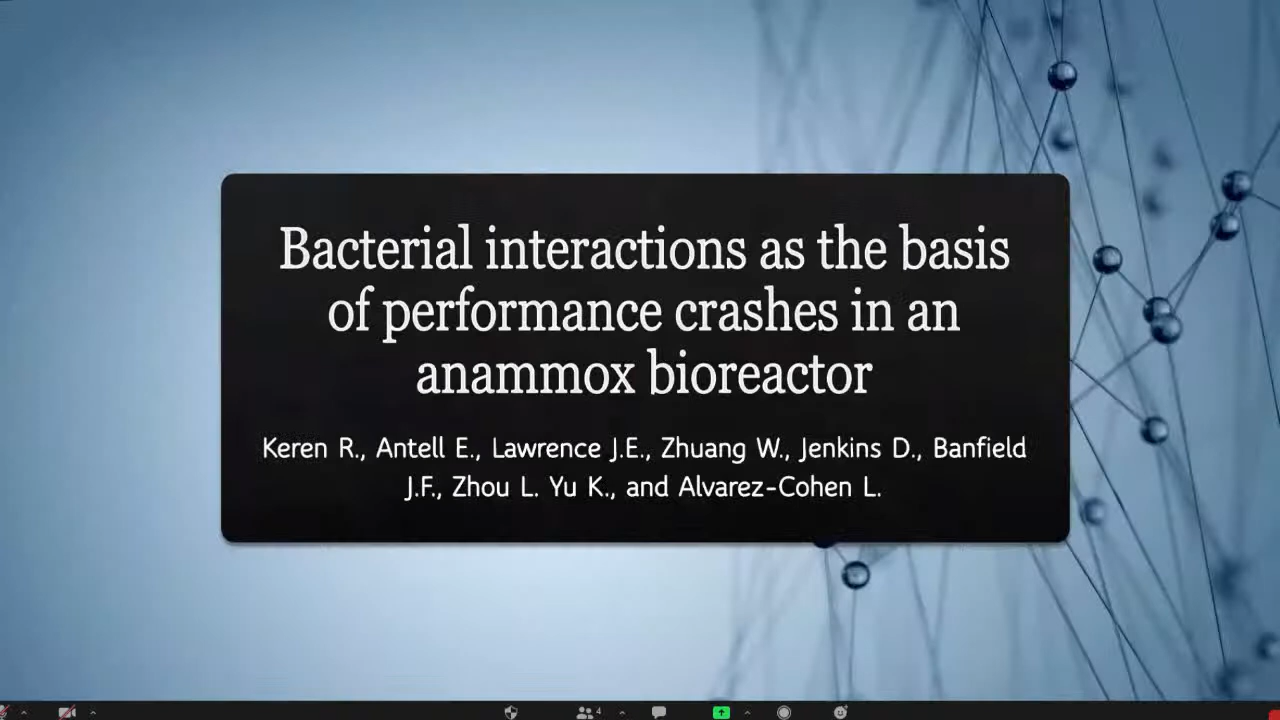 Bacterial interactions as the basis
of performance crashes in an
anammox bioreactor
Keren R., Antell E., Lawrence J.E., Zhuang W., Jenkins D., Banfield
J.F., Zhou L. Yu K., and Alvarez-Cohen L.
4